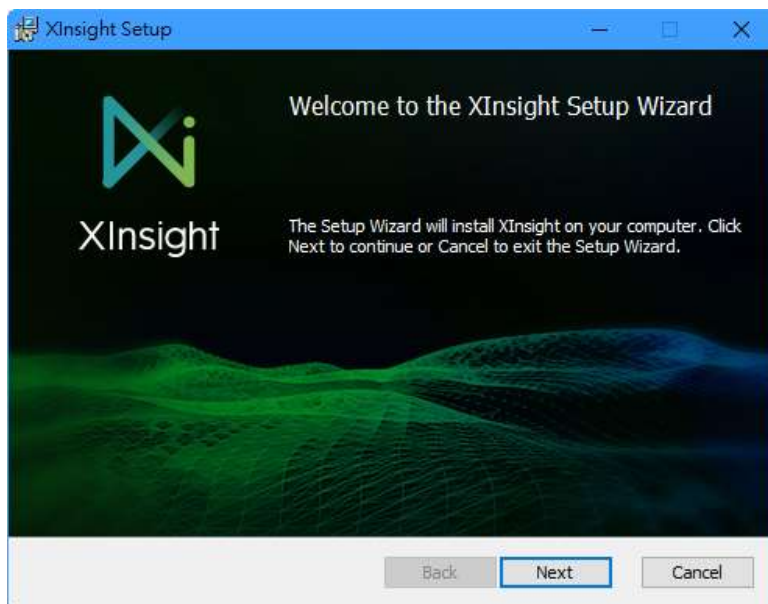 XInsight Setup
Welcome to the XInsight Setup Wizard
XInsight
The Setup Wizard will install XInsight on your computer. Click
Next to continue or Cancel to exit the Setup Wizard.
Back
Next
Cancel